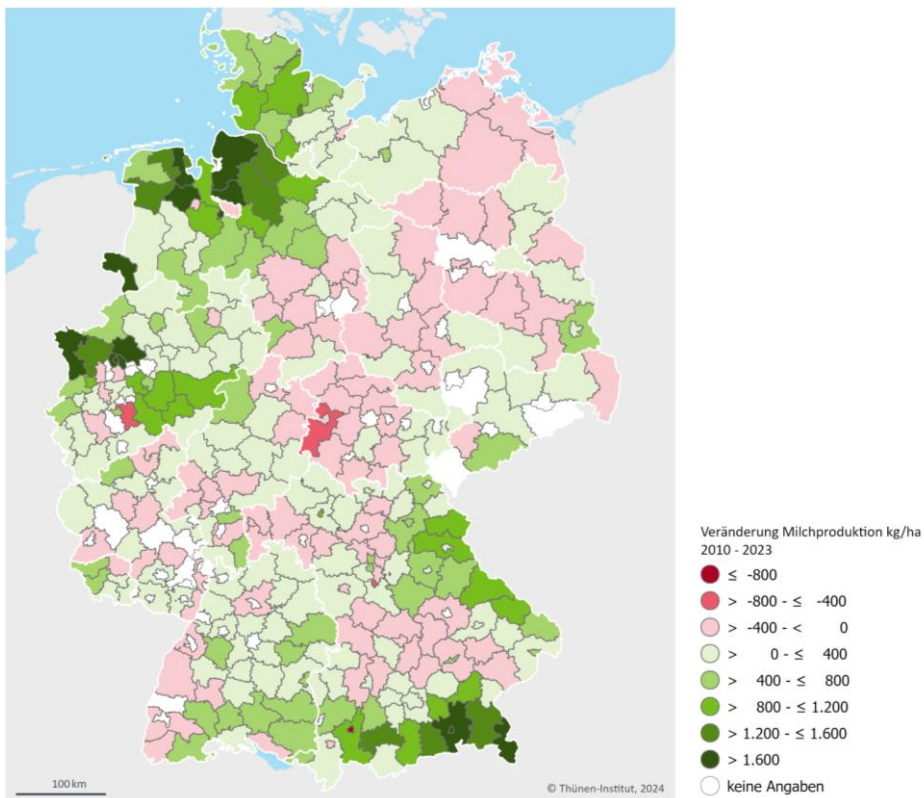 Veränderung Milchproduktion kg/ha
2010 - 2023
≤ -800
> -800 - ≤ -400
> -400 - < 0
> 0 - ≤ 400
> 400 - ≤ 800
> 800 - ≤ 1.200
> 1.200 - ≤ 1.600
> 1.600
keine Angaben
100 km
© Thünen-Institut, 2024